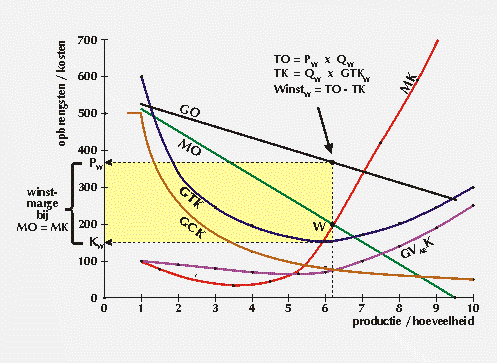 700
600
500
400
300
200
100
0
0
1
2
3
4
5
6
7
8
9
10
opbrengsten / kosten
productie / hoeveelheid
TO = Pw x Qw
TK = Qw x GTKw
Winstw = TO - TK
MK
GO
MO
GTK
GCK
W
Pw
Kw
winst-
marge
bij
MO = MK